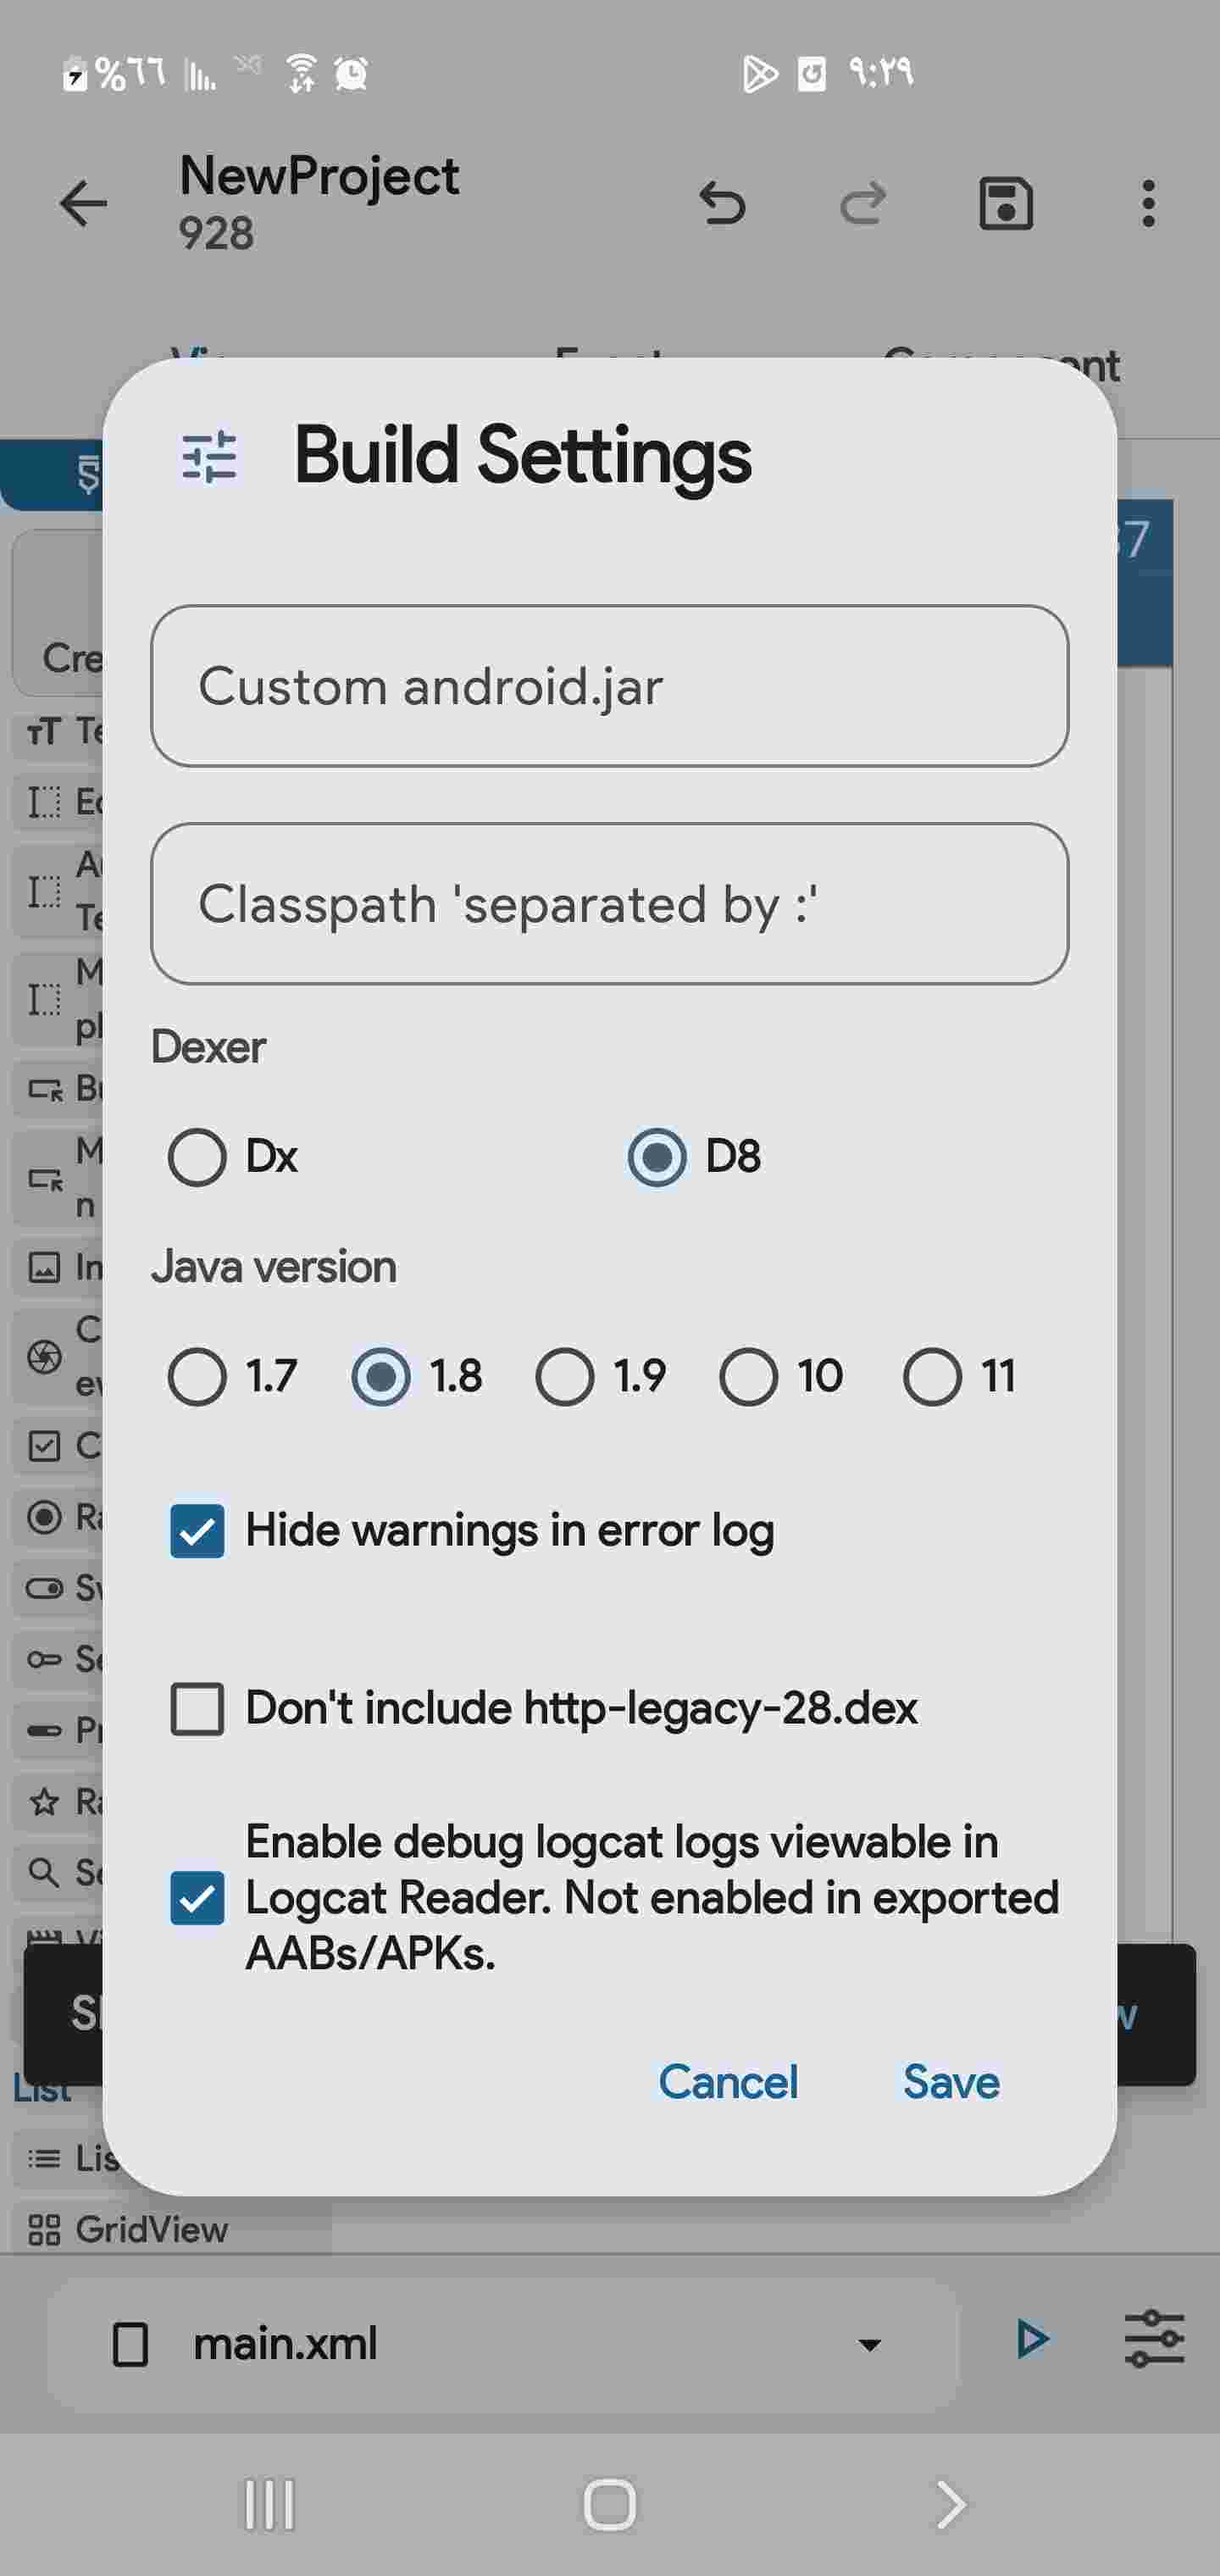 %٦٦
٩:٢٩
NewProject
928
Build Settings
Custom android.jar
Classpath 'separated by :'
Dexer
Dx
D8
Java version
1.7
1.8
1.9
10
11
Hide warnings in error log
Don't include http-legacy-28.dex
Enable debug logcat logs viewable in
Logcat Reader. Not enabled in exported
AABs/APKs.
Cancel
Save
List
GridView
main.xml